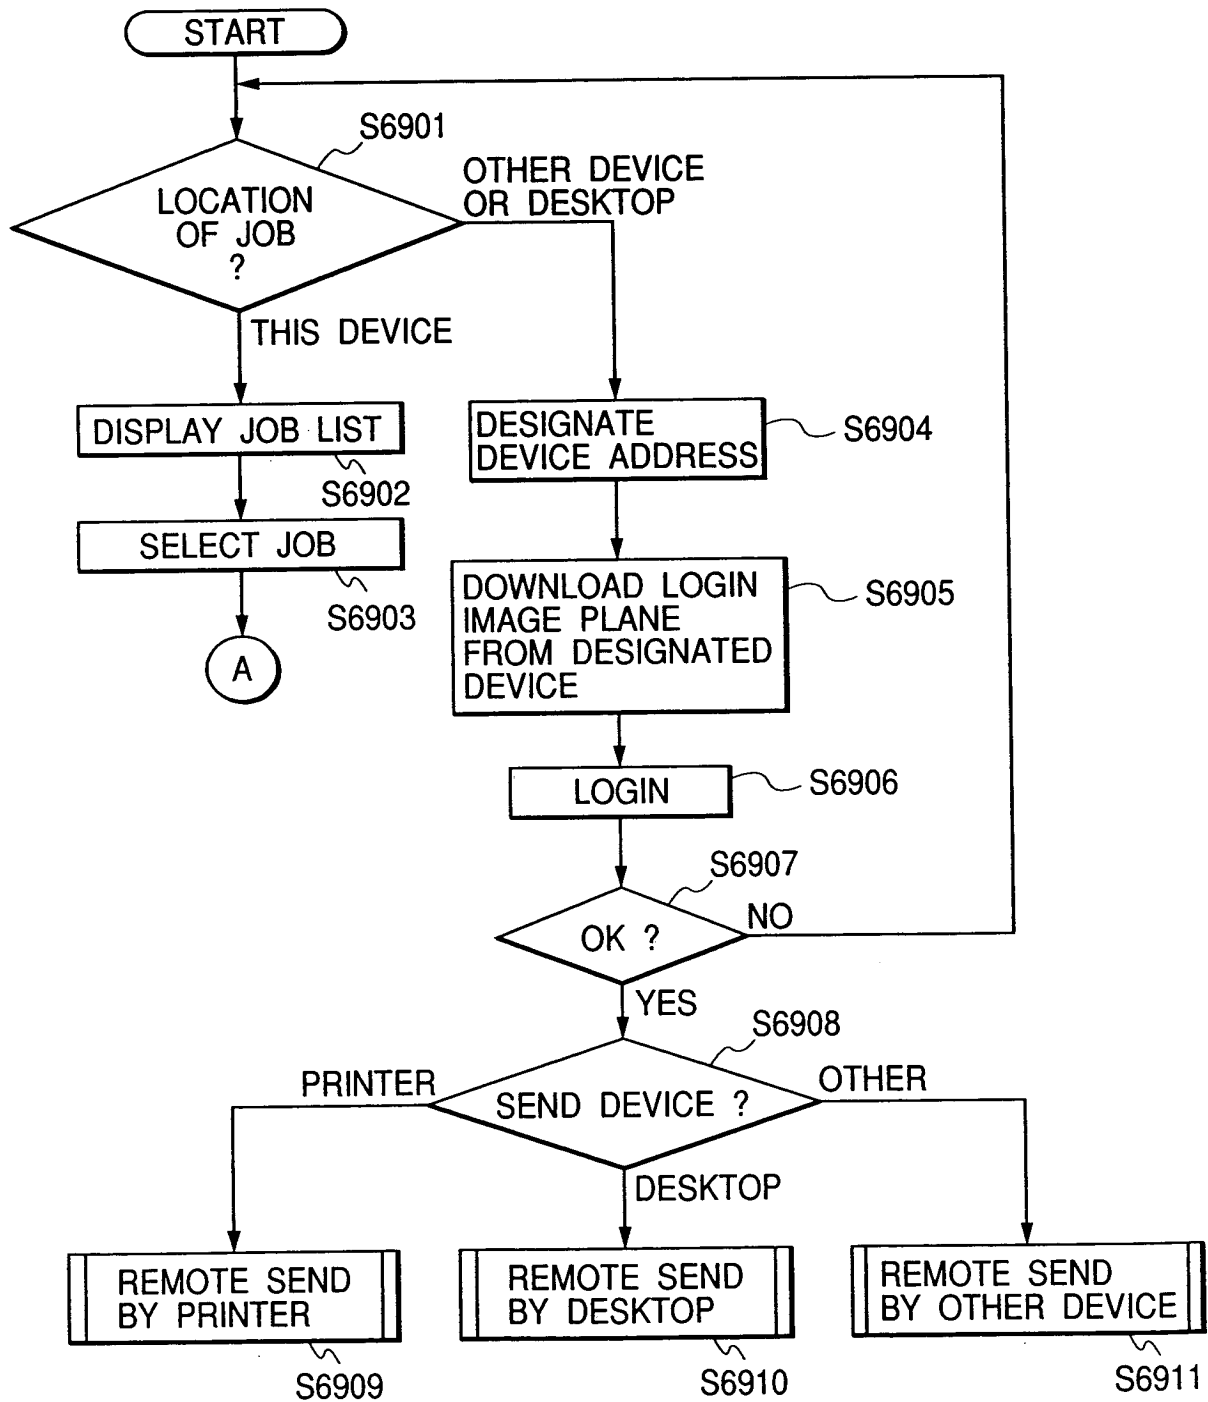 START
S6901
LOCATION
OF JOB
?
OTHER DEVICE
OR DESKTOP
THIS DEVICE
DISPLAY JOB LIST
S6902
SELECT JOB
S6903
A
DESIGNATE
DEVICE ADDRESS
S6904
DOWNLOAD LOGIN
IMAGE PLANE
FROM DESIGNATED
DEVICE
S6905
LOGIN
S6906
S6907
OK ?
NO
YES
S6908
PRINTER
SEND DEVICE ?
OTHER
DESKTOP
REMOTE SEND
BY PRINTER
S6909
REMOTE SEND
BY DESKTOP
S6910
REMOTE SEND
BY OTHER DEVICE
S6911